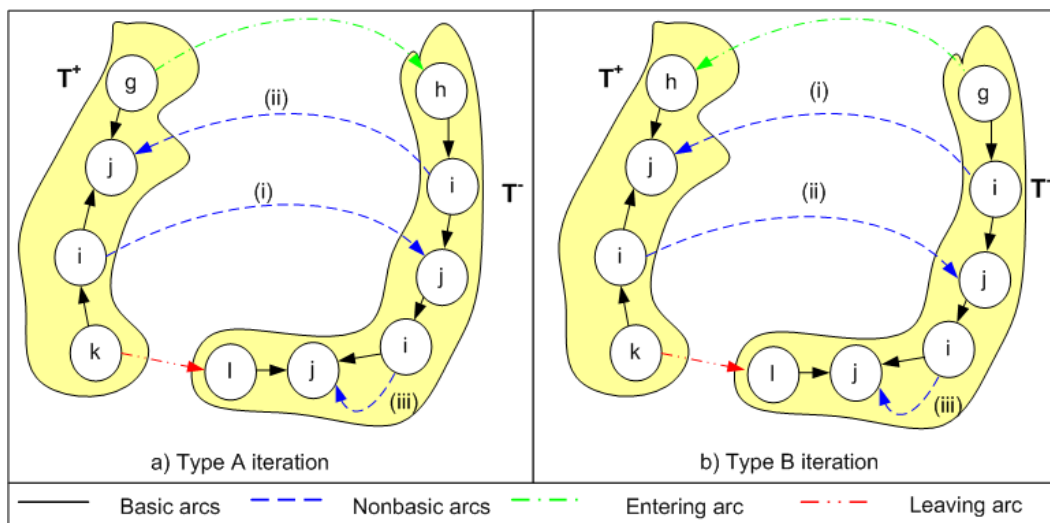 T+
g
h
(ii)
j
i
T-
(i)
i
j
k
l
j
i
(iii)
a) Type A iteration
T+
h
g
(i)
j
i
T-
(ii)
i
j
k
l
j
i
(iii)
b) Type B iteration
Basic arcs
Nonbasic arcs
Entering arc
Leaving arc